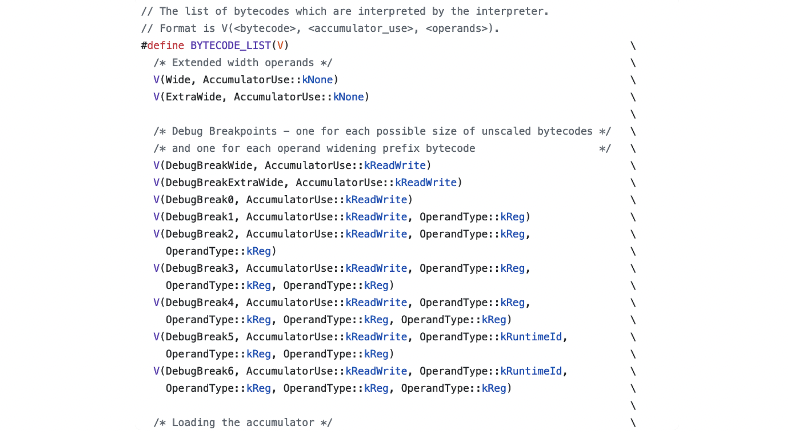 // The list of bytecodes which are interpreted by the interpreter.
// Format is V(<bytecode>, <accumulator_use>, <operands>).
#define BYTECODE_LIST(V) \
/* Extended width operands */ \
V(Wide, AccumulatorUse::kNone) \
V(ExtraWide, AccumulatorUse::kNone) \
\
/* Debug Breakpoints - one for each possible size of unscaled bytecodes */ \
/* and one for each operand widening prefix bytecode */ \
V(DebugBreakWide, AccumulatorUse::kReadWrite) \
V(DebugBreakExtraWide, AccumulatorUse::kReadWrite) \
V(DebugBreak0, AccumulatorUse::kReadWrite) \
V(DebugBreak1, AccumulatorUse::kReadWrite, OperandType::kReg) \
V(DebugBreak2, AccumulatorUse::kReadWrite, OperandType::kReg, \
OperandType::kReg) \
V(DebugBreak3, AccumulatorUse::kReadWrite, OperandType::kReg, \
OperandType::kReg, OperandType::kReg) \
V(DebugBreak4, AccumulatorUse::kReadWrite, OperandType::kReg, \
OperandType::kReg, OperandType::kReg, OperandType::kReg) \
V(DebugBreak5, AccumulatorUse::kReadWrite, OperandType::kRuntimeId, \
OperandType::kReg, OperandType::kReg) \
V(DebugBreak6, AccumulatorUse::kReadWrite, OperandType::kRuntimeId, \
OperandType::kReg, OperandType::kReg, OperandType::kReg) \
\
/* Loading the accumulator */ \